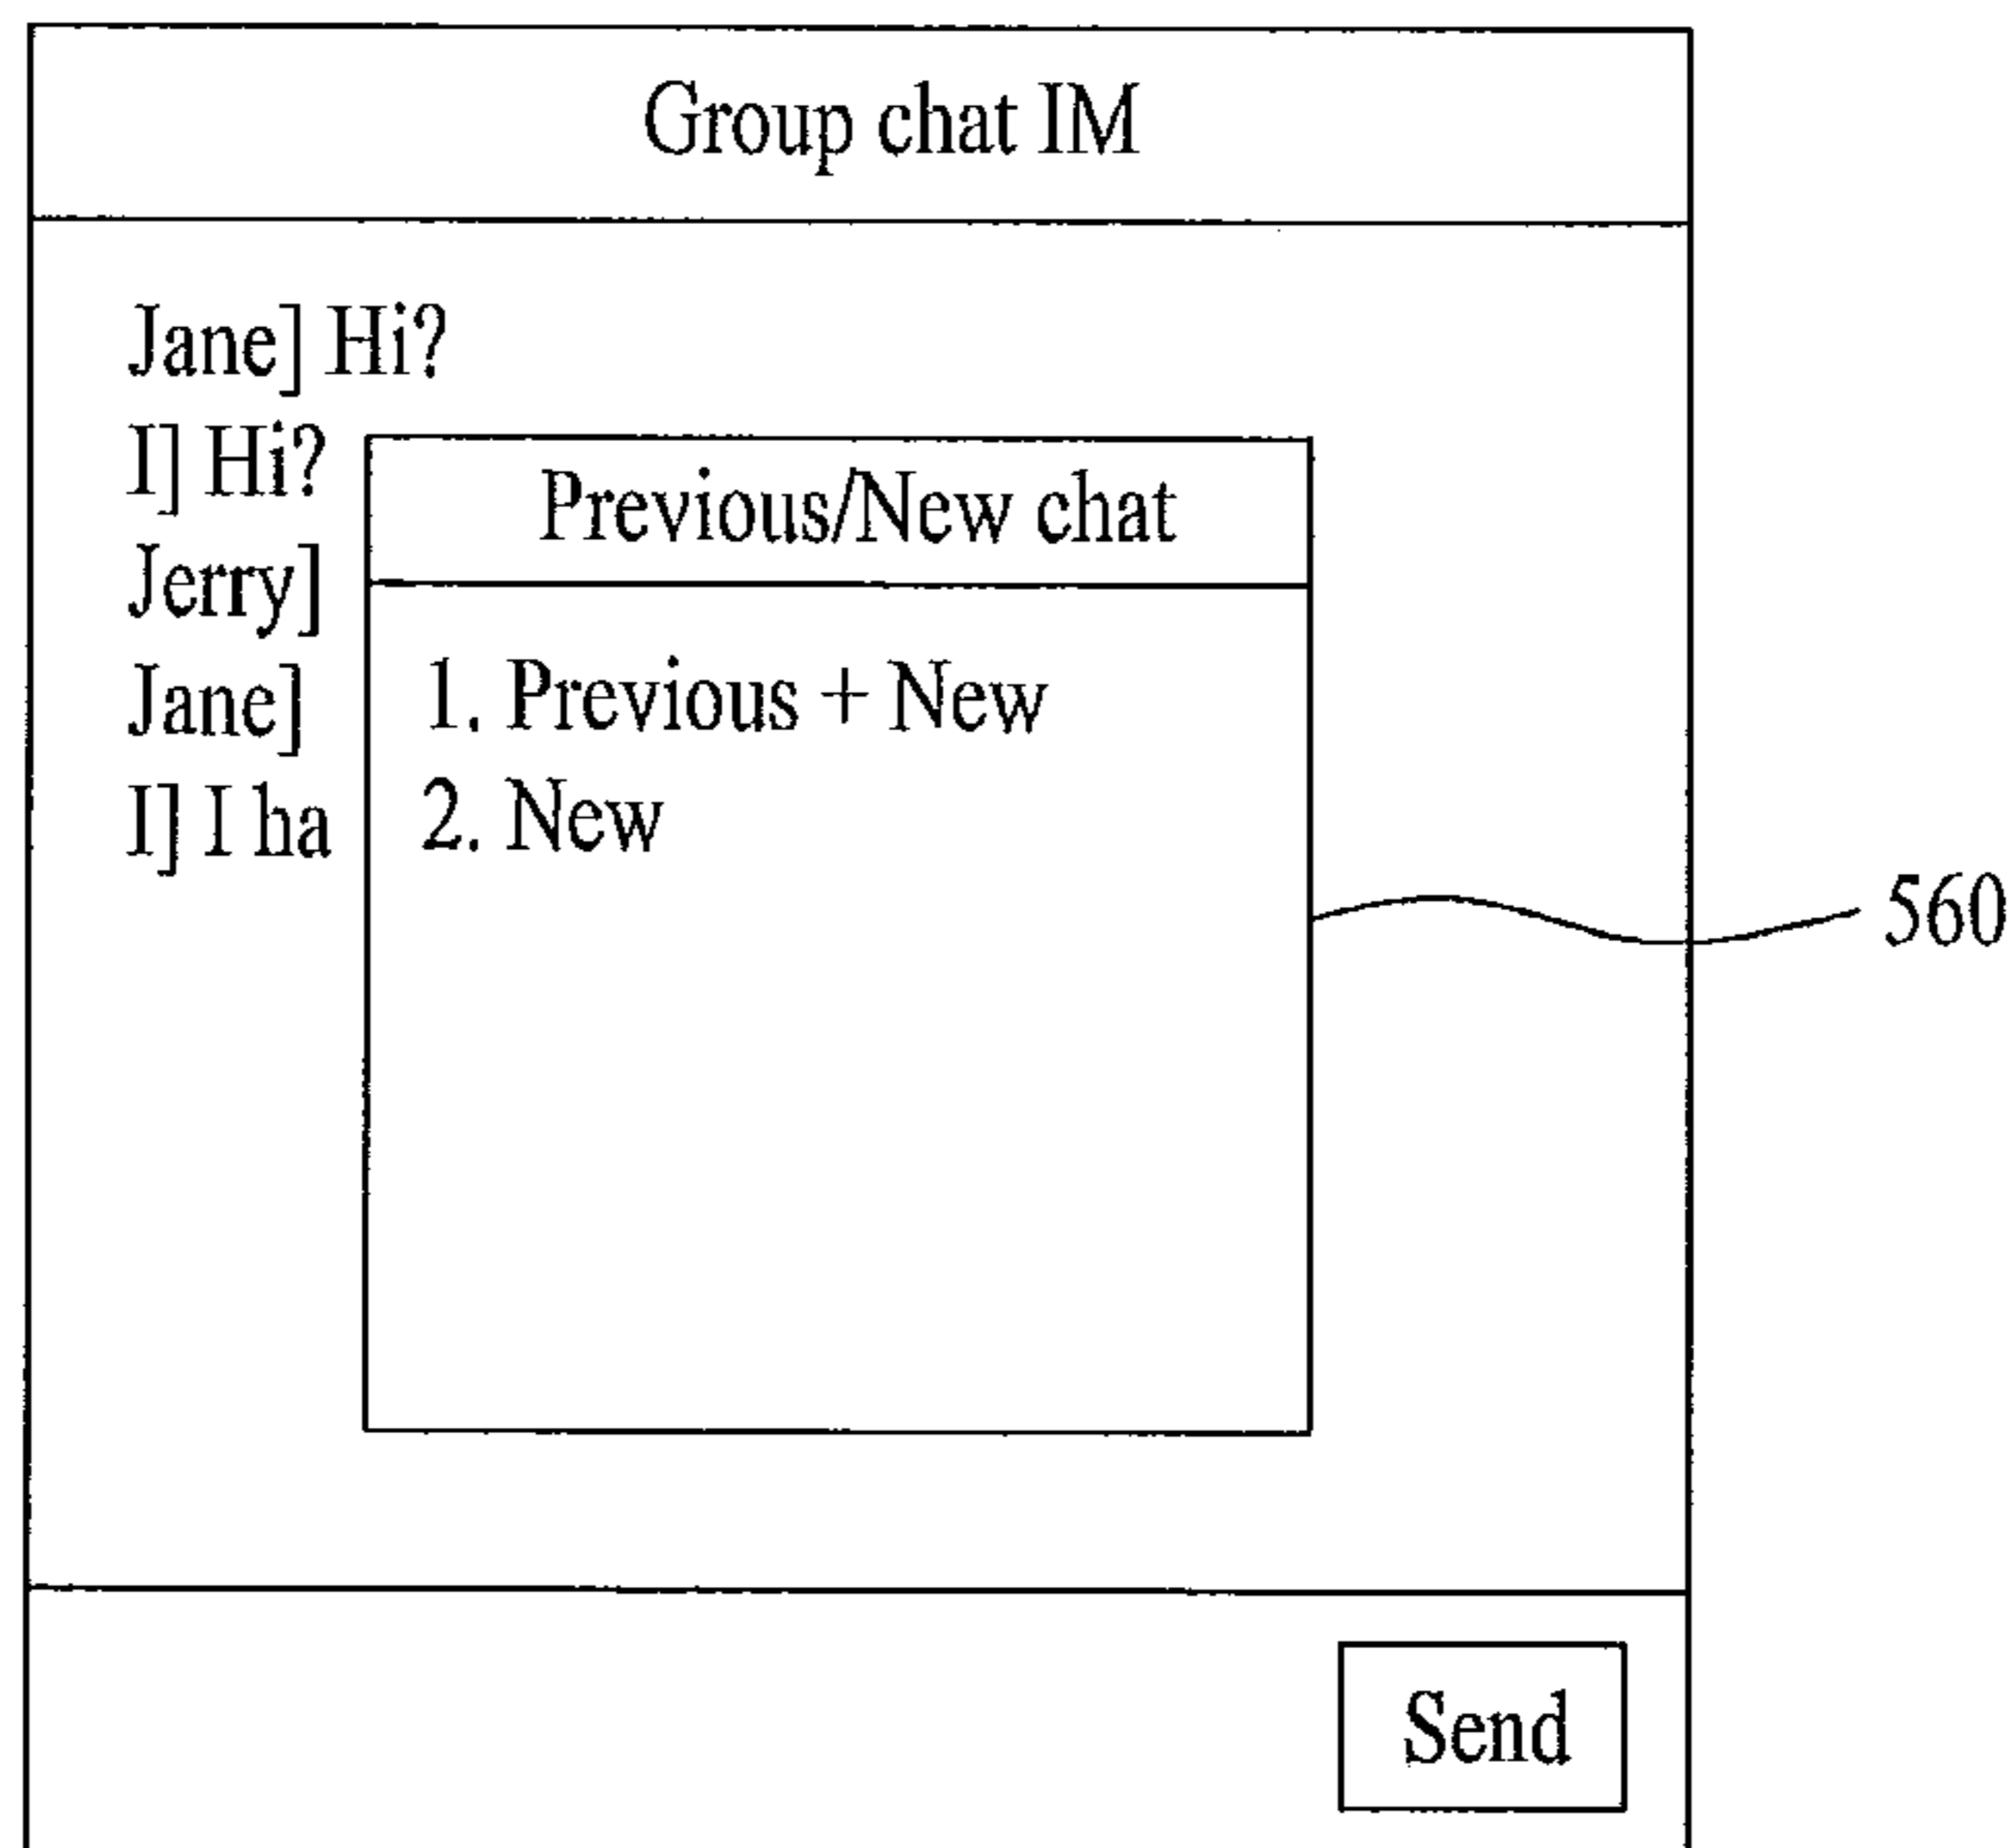 Group chat IM
Jane] Hi?
I] Hi?
Jerry]
Jane]
I] I ha
Previous/New chat
1. Previous + New
2. New
560
Send